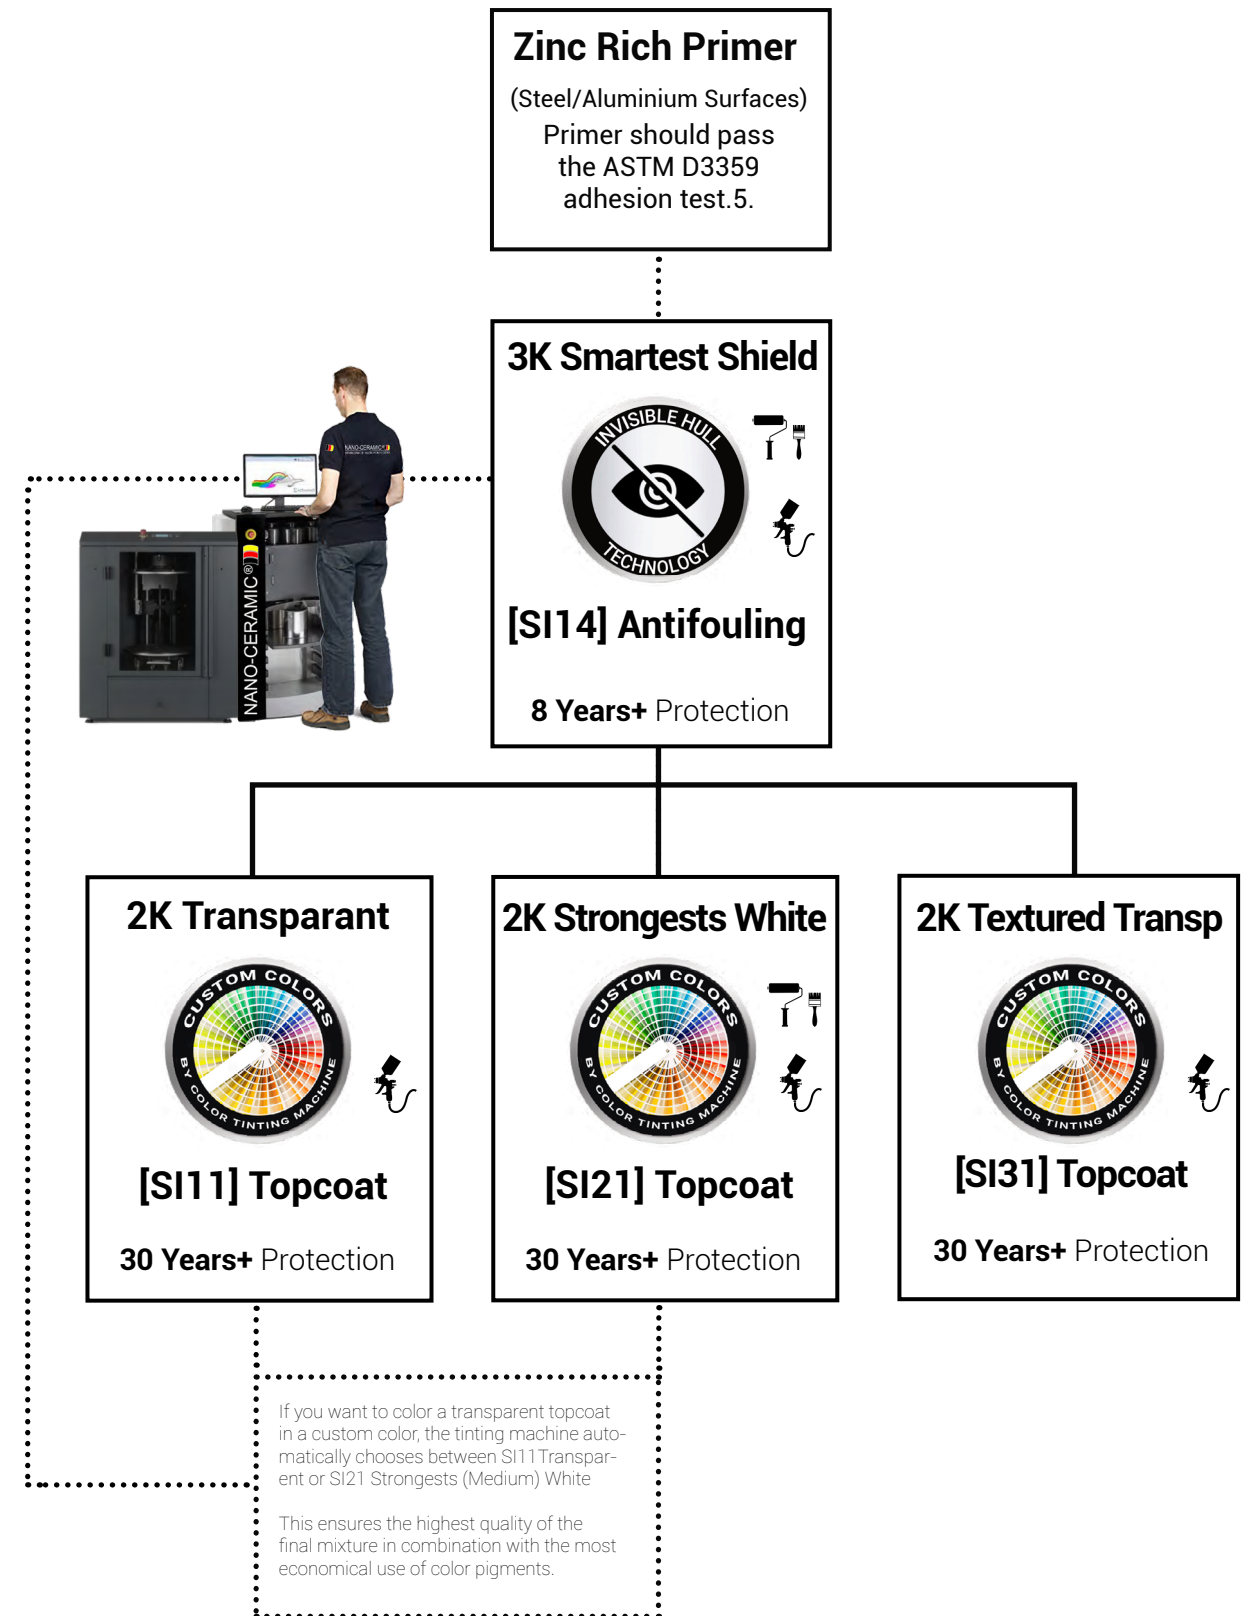 Zinc Rich Primer
(Steel/Aluminium Surfaces)
Primer should pass
the ASTM D3359
adhesion test.5.
3K Smartest Shield
INVISIBLE HULL
TECHNOLOGY
[SI14] Antifouling
8 Years+ Protection
NANO-CERAMIC®
NANO-CERAMIC®
2K Transparant
CUSTOM COLORS
BY COLOR TINTING MACHINE
[SI11] Topcoat
30 Years+ Protection
2K Strongests White
CUSTOM COLORS
BY COLOR TINTING MACHINE
[SI21] Topcoat
30 Years+ Protection
2K Textured Transp
CUSTOM COLORS
BY COLOR TINTING MACHINE
[SI31] Topcoat
30 Years+ Protection
If you want to color a transparent topcoat
in a custom color, the tinting machine auto-
matically chooses between SI11Transpar-
ent or SI21 Strongests (Medium) White
This ensures the highest quality of the
final mixture in combination with the most
economical use of color pigments.